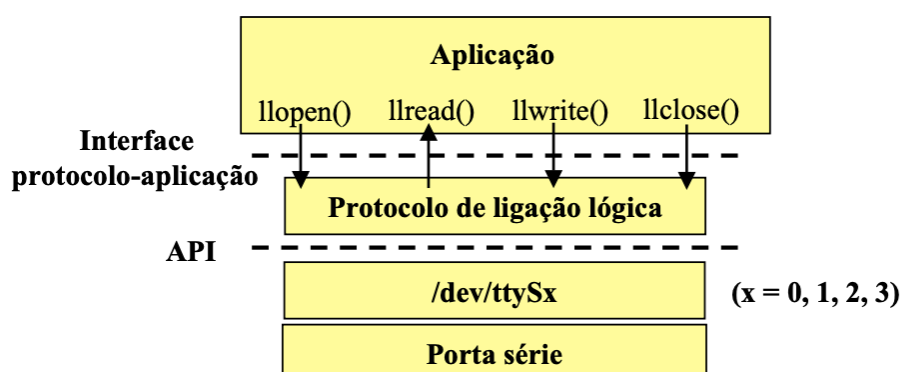 Aplicação
llopen() llread() llwrite() llclose()
Interface
protocolo-aplicação
Protocolo de ligação lógica
API
/dev/ttySx (x = 0, 1, 2, 3)
Porta série